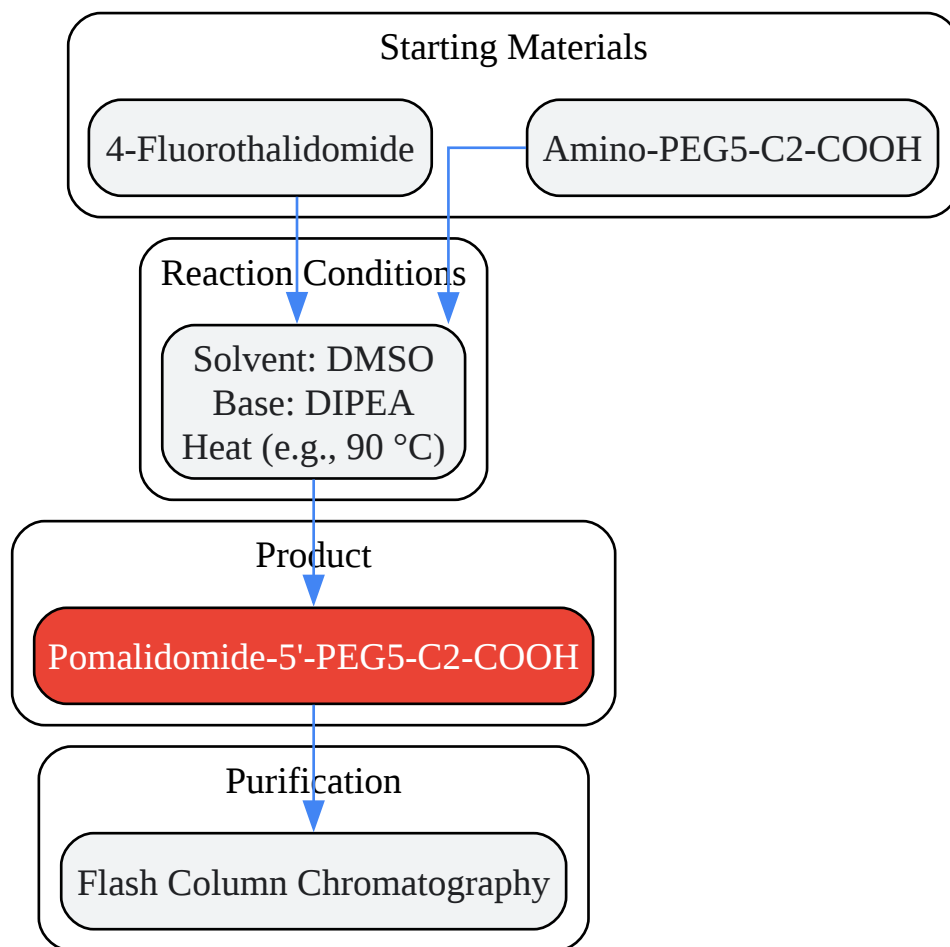 Starting Materials
4-Fluorothalidomide
Amino-PEG5-C2-COOH
Reaction Conditions
Solvent: DMSO
Base: DIPEA
Heat (e.g., 90 °C)
Product
Pomalidomide-5'-PEG5-C2-COOH
Purification
Flash Column Chromatography